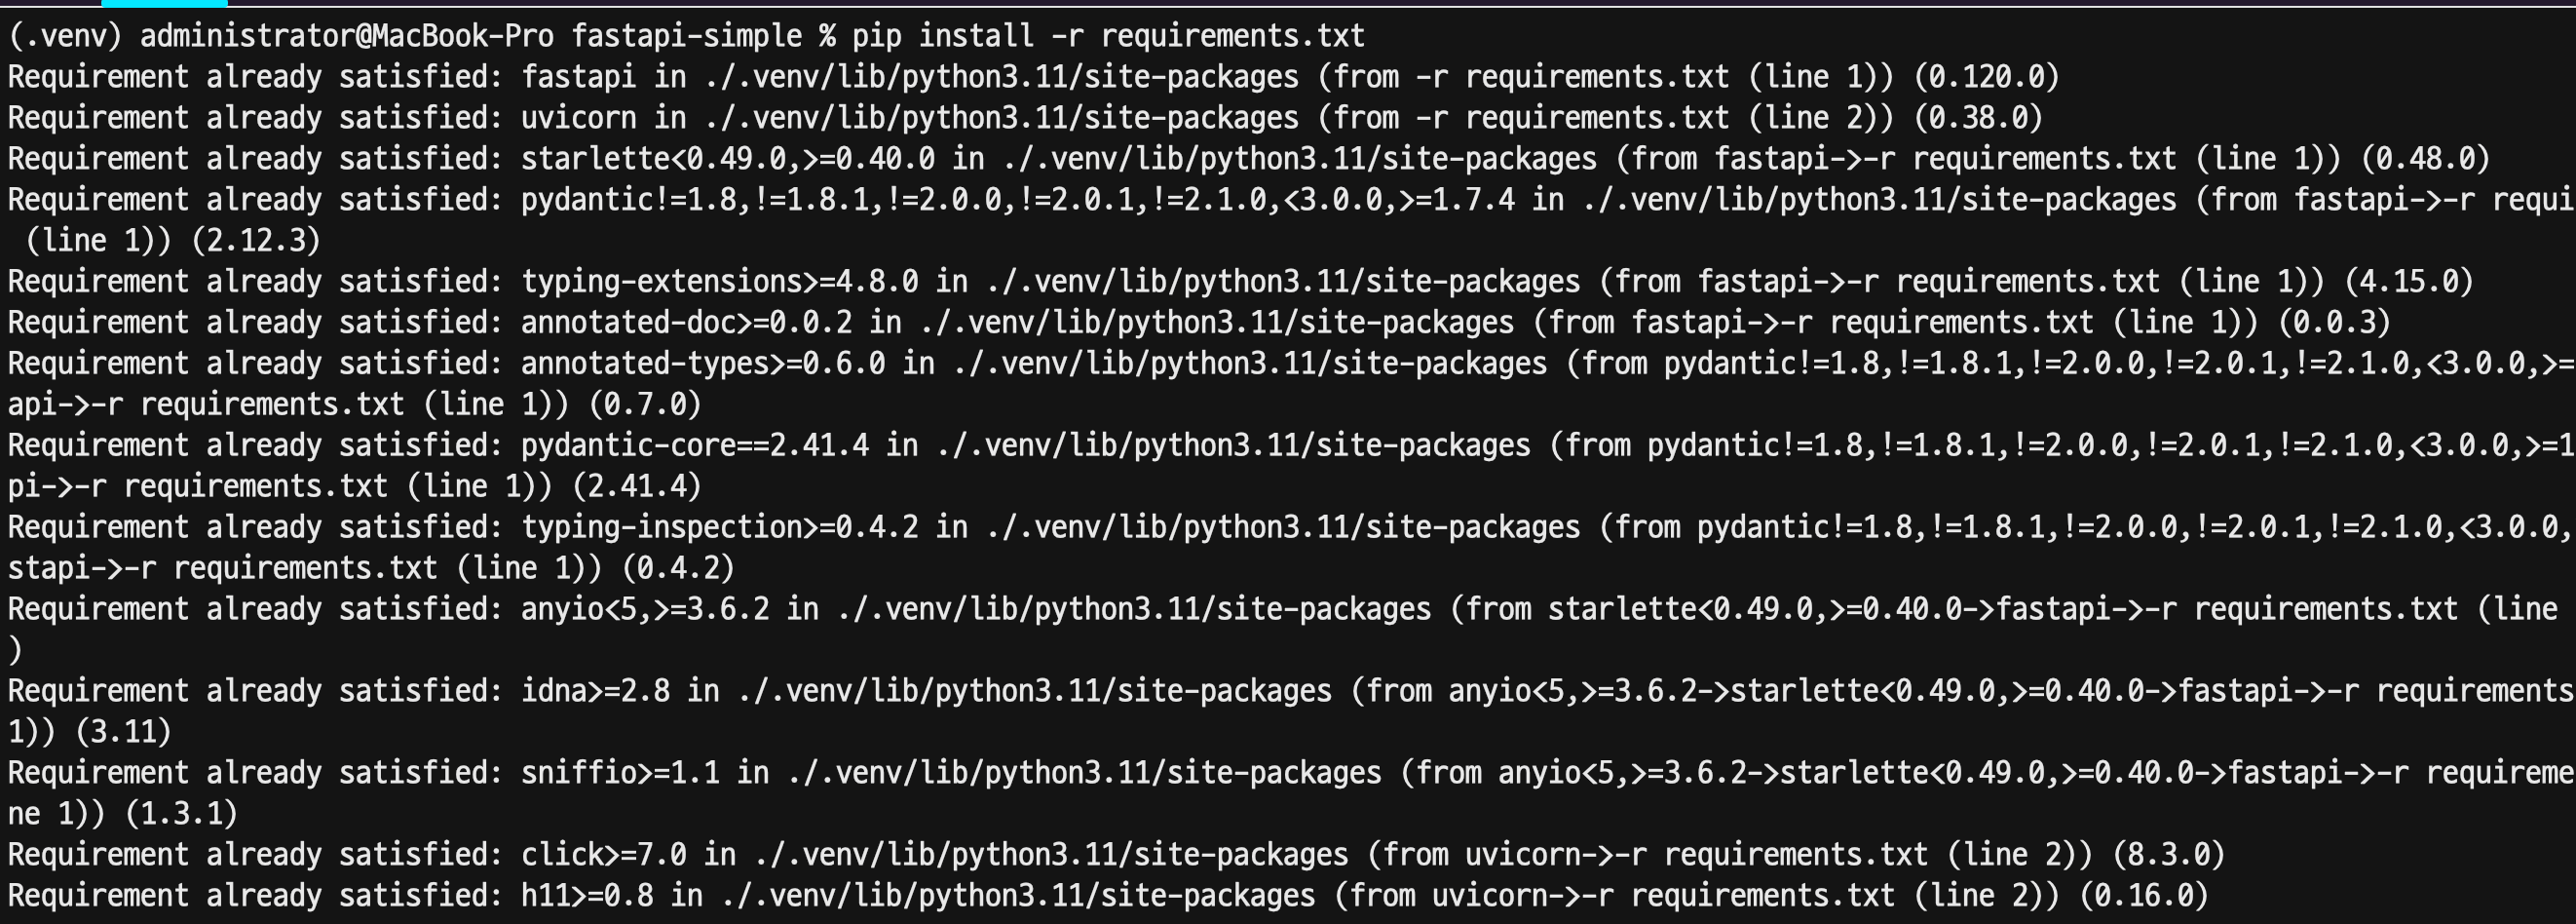 (.venv) administrator@MacBook-Pro fastapi-simple % pip install -r requirements.txt
Requirement already satisfied: fastapi in ./.venv/lib/python3.11/site-packages (from -r requirements.txt (line 1)) (0.120.0)
Requirement already satisfied: uvicorn in ./.venv/lib/python3.11/site-packages (from -r requirements.txt (line 2)) (0.38.0)
Requirement already satisfied: starlette<0.49.0,>=0.40.0 in ./.venv/lib/python3.11/site-packages (from fastapi->-r requirements.txt (line 1)) (0.48.0)
Requirement already satisfied: pydantic!=1.8,!=1.8.1,!=2.0.0,!=2.0.1,!=2.1.0,<3.0.0,>=1.7.4 in ./.venv/lib/python3.11/site-packages (from fastapi->-r requi
(line 1)) (2.12.3)
Requirement already satisfied: typing-extensions>=4.8.0 in ./.venv/lib/python3.11/site-packages (from fastapi->-r requirements.txt (line 1)) (4.15.0)
Requirement already satisfied: annotated-doc>=0.0.2 in ./.venv/lib/python3.11/site-packages (from fastapi->-r requirements.txt (line 1)) (0.0.3)
Requirement already satisfied: annotated-types>=0.6.0 in ./.venv/lib/python3.11/site-packages (from pydantic!=1.8,!=1.8.1,!=2.0.0,!=2.0.1,!=2.1.0,<3.0.0,>=
api->-r requirements.txt (line 1)) (0.7.0)
Requirement already satisfied: pydantic-core==2.41.4 in ./.venv/lib/python3.11/site-packages (from pydantic!=1.8,!=1.8.1,!=2.0.0,!=2.0.1,!=2.1.0,<3.0.0,>=1
pi->-r requirements.txt (line 1)) (2.41.4)
Requirement already satisfied: typing-inspection>=0.4.2 in ./.venv/lib/python3.11/site-packages (from pydantic!=1.8,!=1.8.1,!=2.0.0,!=2.0.1,!=2.1.0,<3.0.0,
stapi->-r requirements.txt (line 1)) (0.4.2)
Requirement already satisfied: anyio<5,>=3.6.2 in ./.venv/lib/python3.11/site-packages (from starlette<0.49.0,>=0.40.0->fastapi->-r requirements.txt (line
)
Requirement already satisfied: idna>=2.8 in ./.venv/lib/python3.11/site-packages (from anyio<5,>=3.6.2->starlette<0.49.0,>=0.40.0->fastapi->-r requirements
1)) (3.11)
Requirement already satisfied: sniffio>=1.1 in ./.venv/lib/python3.11/site-packages (from anyio<5,>=3.6.2->starlette<0.49.0,>=0.40.0->fastapi->-r requireme
ne 1)) (1.3.1)
Requirement already satisfied: click>=7.0 in ./.venv/lib/python3.11/site-packages (from uvicorn->-r requirements.txt (line 2)) (8.3.0)
Requirement already satisfied: h11>=0.8 in ./.venv/lib/python3.11/site-packages (from uvicorn->-r requirements.txt (line 2)) (0.16.0)